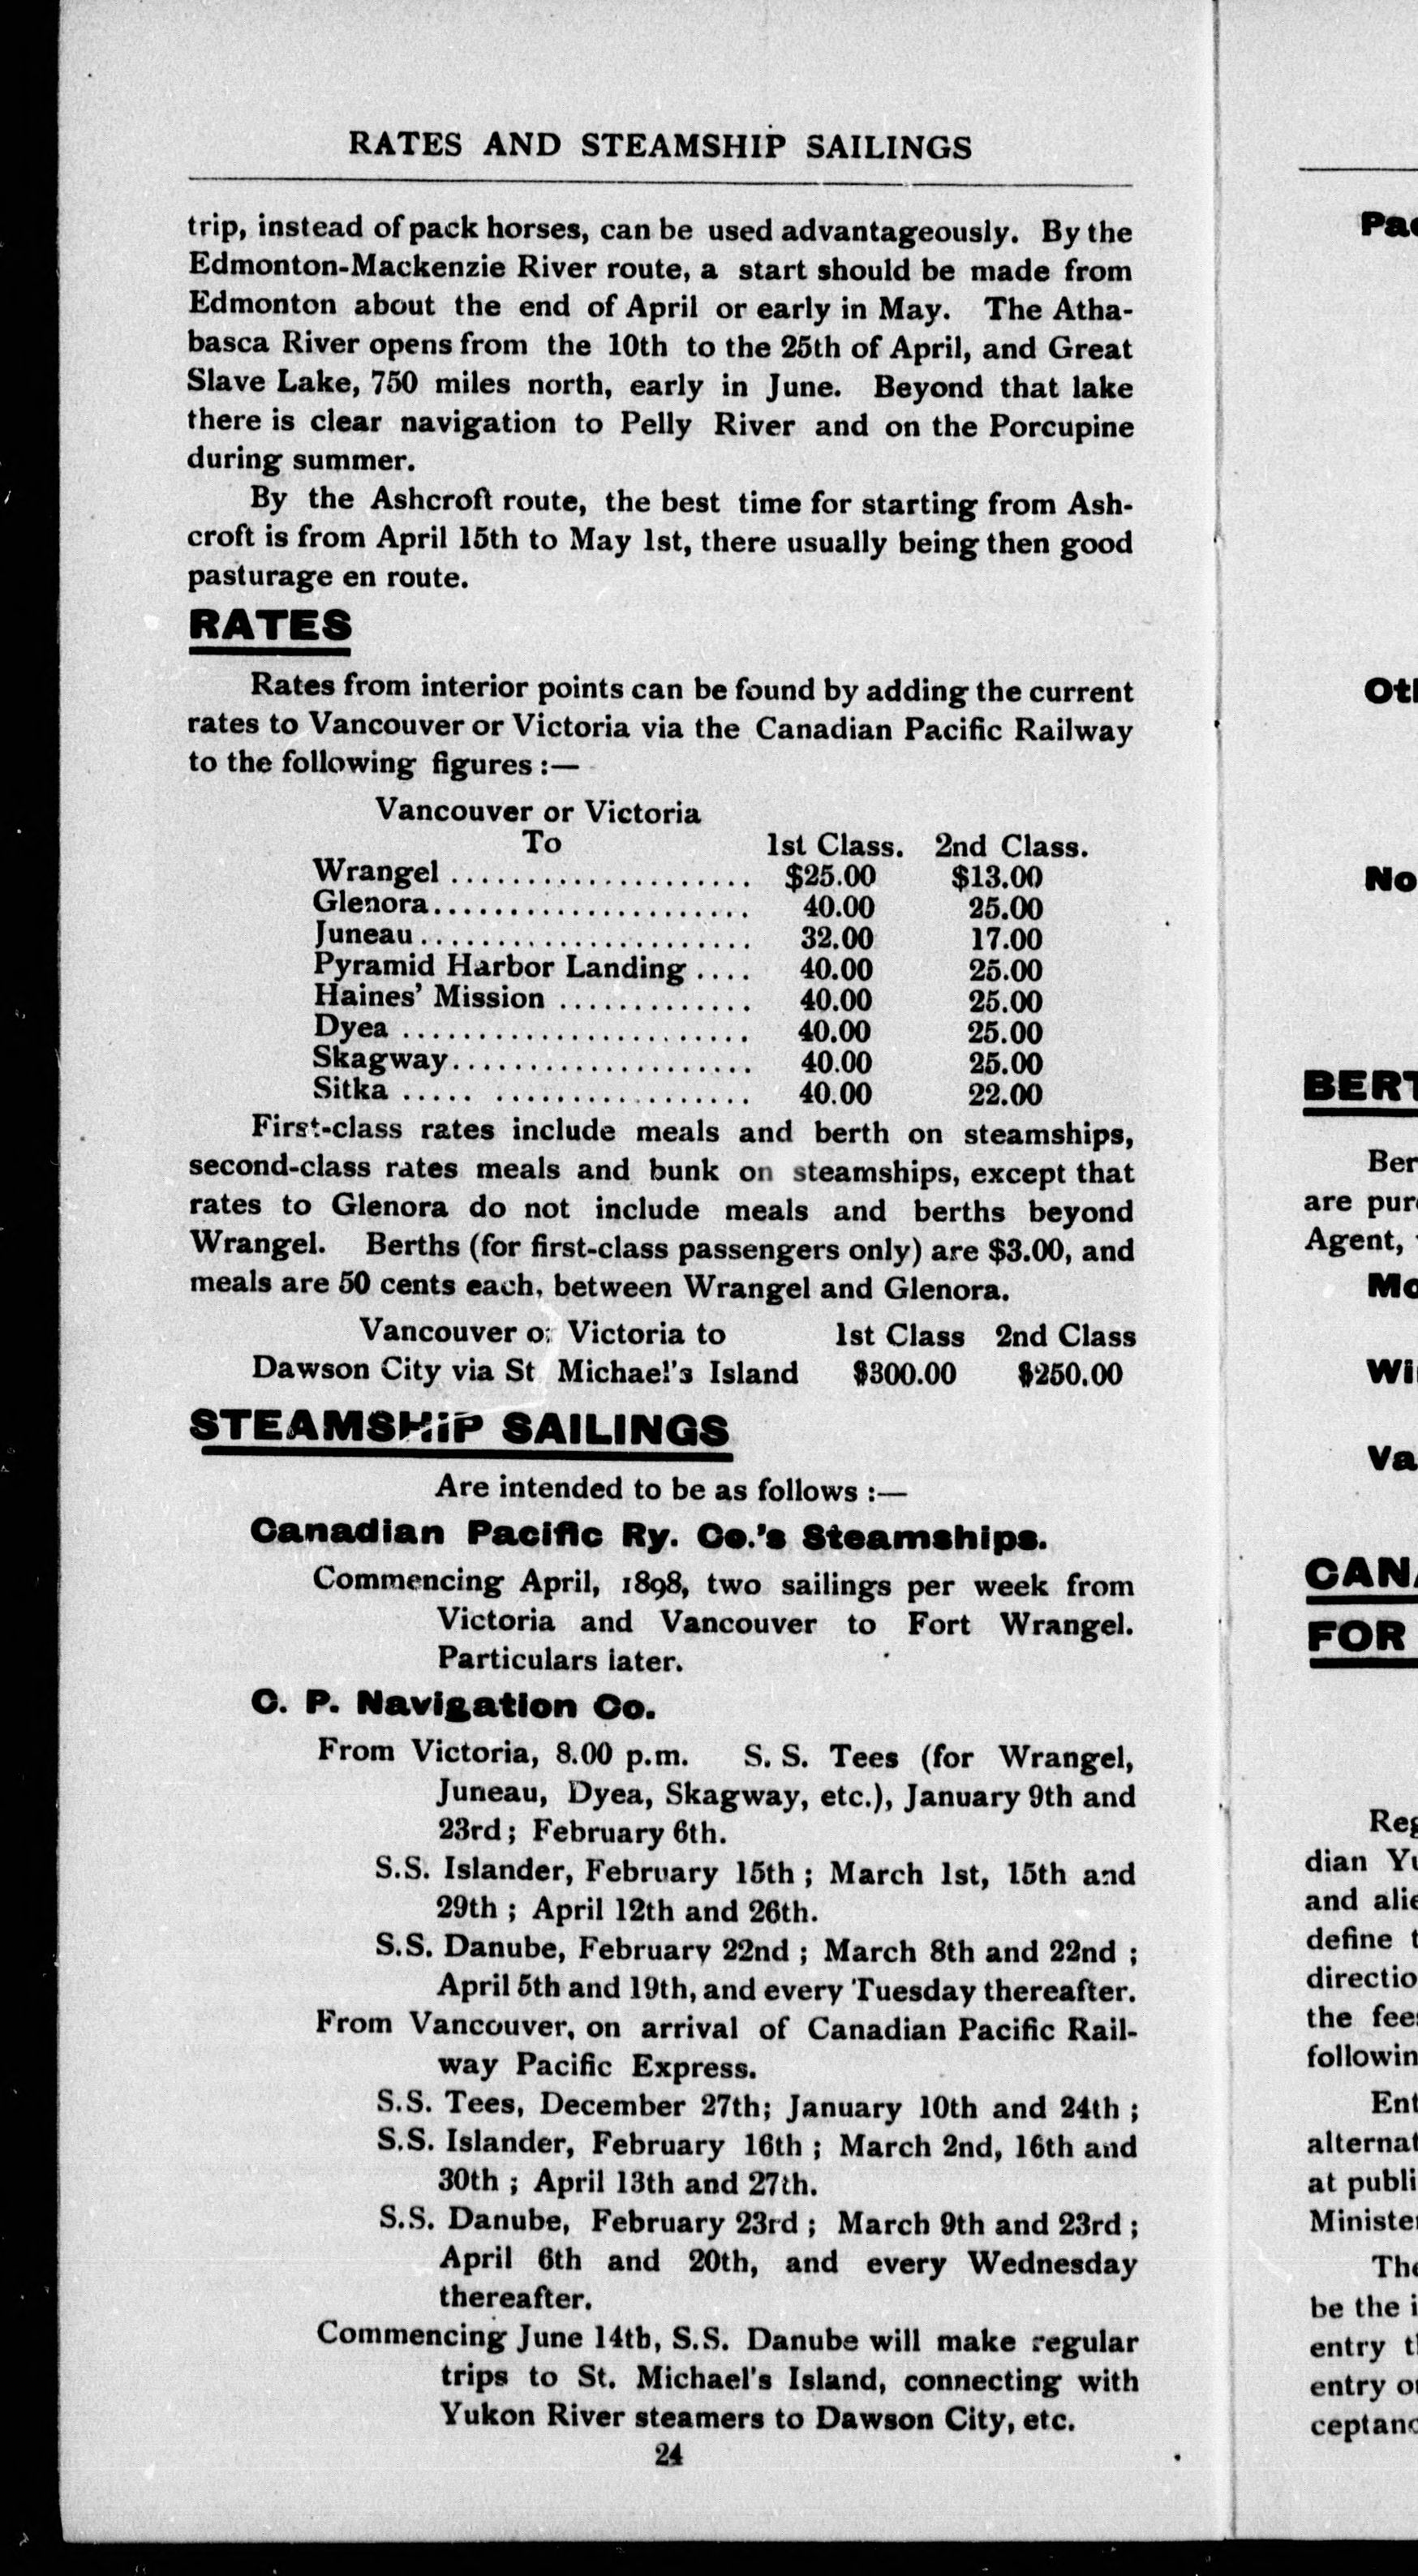 RATES AND STEAMSHIP SAILINGS
trip, instead of pack horses, can be used advantageously. By the
Edmonton-Mackenzie River route, a start should be made from
Edmonton about the end of April or early in May. The Atha-
basca River opens from the 10th to the 25th of April, and Great
Slave Lake, 750 miles north, early in June. Beyond that lake
there is clear navigation to Pelly River and on the Porcupine
during summer.
By the Ashcroft route, the best time for starting from Ash-
croft is from April 15th to May 1st, there usually being then good
pasturage en route.
RATES
Rates from interior points can be found by adding the current
rates to Vancouver or Victoria via the Canadian Pacific Railway
to the following figures :—
Vancouver or Victoria
To 1st Class. 2nd Class.
Wrangel .................... $25.00 $13.00
Glenora..................... 40.00 25.00
Juneau...................... 32.00 17.00
Pyramid Harbor Landing .... 40.00 25.00
Haines' Mission ............. 40.00 25.00
Dyea ....................... 40.00 25.00
Skagway.................... 40.00 25.00
Sitka ..... ................. 40.00 22.00
First-class rates include meals and berth on steamships,
second-class rates meals and bunk on steamships, except that
rates to Glenora do not include meals and berths beyond
Wrangel. Berths (for first-class passengers only) are $3.00, and
meals are 50 cents each, between Wrangel and Glenora.
Vancouver or Victoria to 1st Class 2nd Class
Dawson City via St Michael's Island $300.00 $250.00
STEAMSHIP SAILINGS
Are intended to be as follows :—
Canadian Pacific Ry. Co.'s Steamships.
Commencing April, 1898, two sailings per week from
Victoria and Vancouver to Fort Wrangel.
Particulars later.
C. P. Navigation Co.
From Victoria, 8.00 p.m. S. S. Tees (for Wrangel,
Juneau, Dyea, Skagway, etc.), January 9th and
23rd ; February 6th.
S.S. Islander, February 15th ; March 1st, 15th and
29th ; April 12th and 26th.
S.S. Danube, February 22nd ; March 8th and 22nd ;
April 5th and 19th, and every Tuesday thereafter.
From Vancouver, on arrival of Canadian Pacific Rail-
way Pacific Express.
S.S. Tees, December 27th; January 10th and 24th ;
S.S. Islander, February 16th ; March 2nd, 16th and
30th ; April 13th and 27th.
S.S. Danube, February 23rd ; March 9th and 23rd ;
April 6th and 20th, and every Wednesday
thereafter.
Commencing June 14th, S.S. Danube will make regular
trips to St. Michael's Island, connecting with
Yukon River steamers to Dawson City, etc.
24
are
Agent,
FOR
dian
and
define
the
at
be the
entry
entry